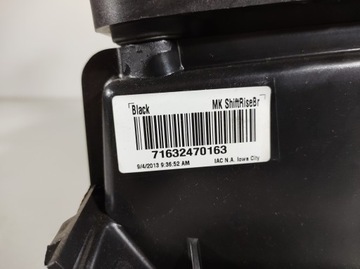 Black MK ShiftRiseBr
71632470163
9/4/2013 9:36:52 AM IAC N.A. Iowa City